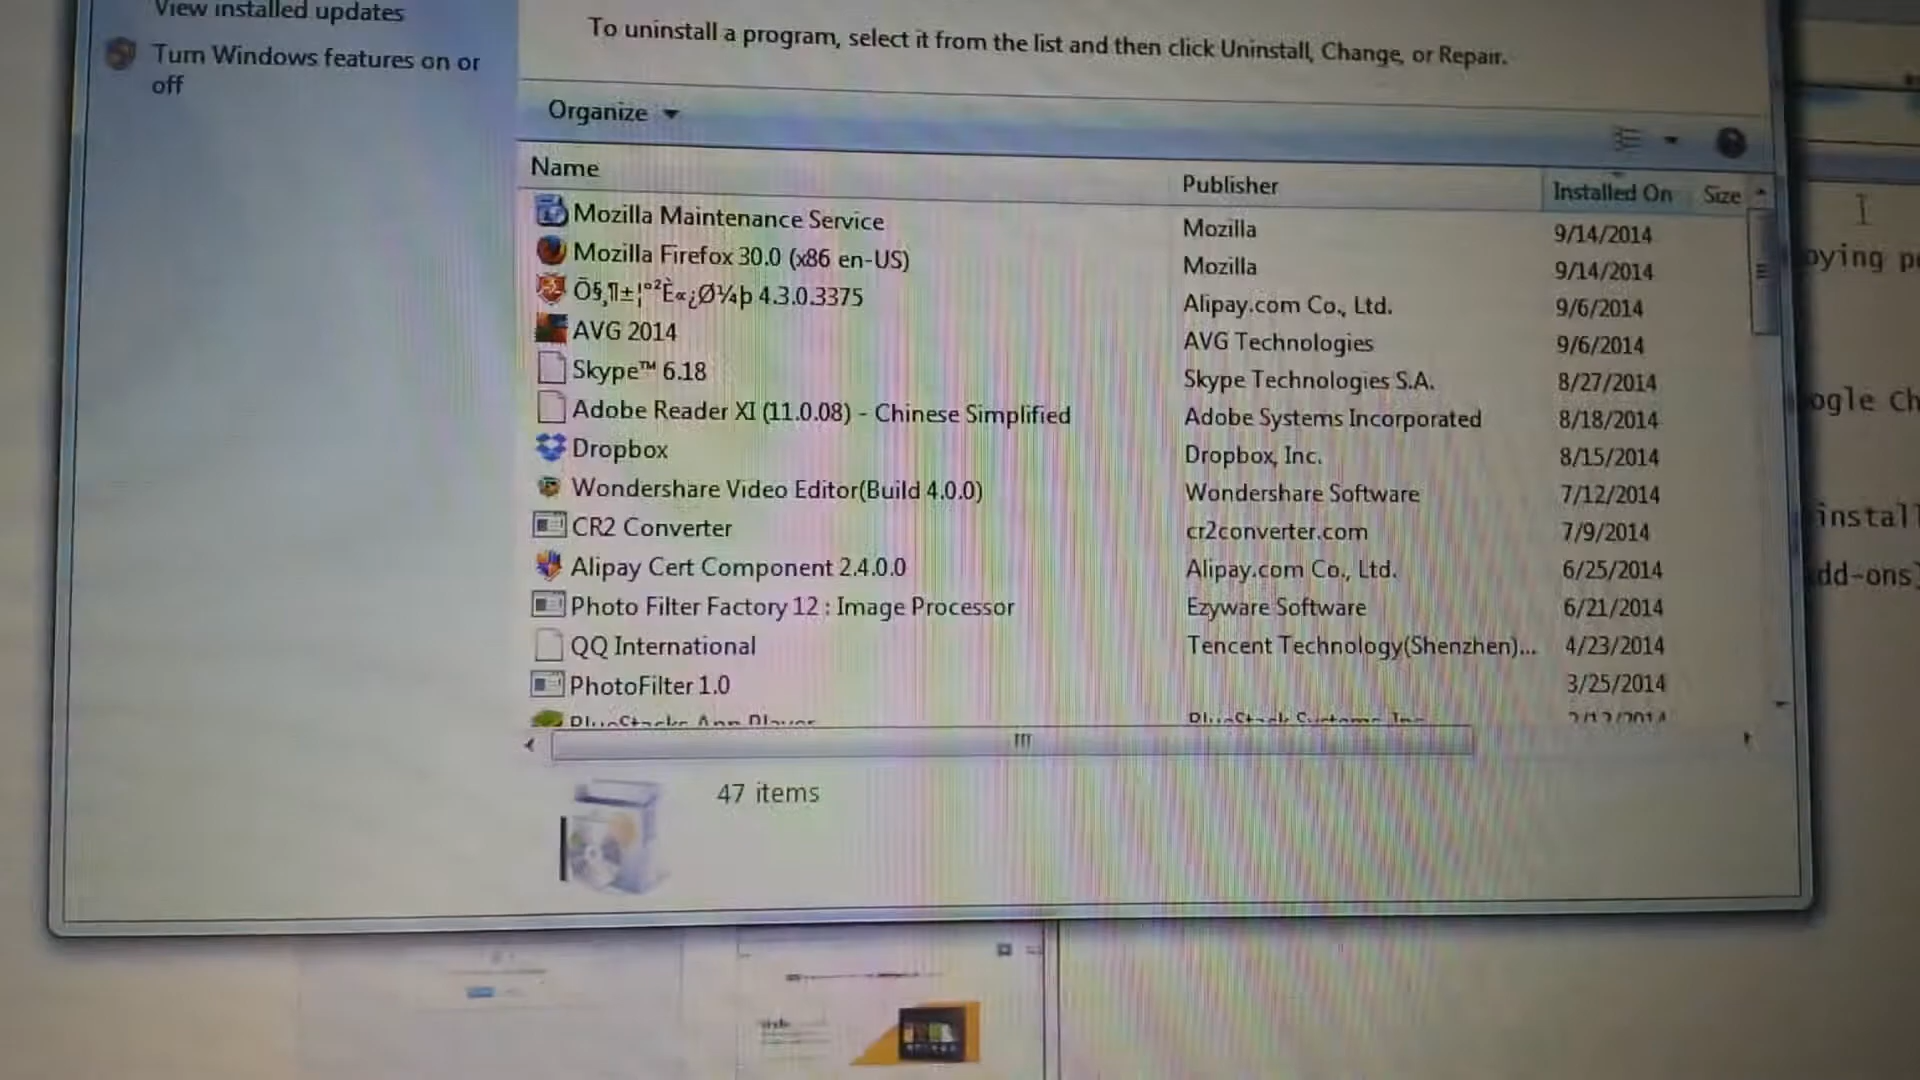 View installed updates
Turn Windows features on or
off
To uninstall a program, select it from the list and then click Uninstall, Change, or Repair.
Organize
Name Publisher Installed On Size
Mozilla Maintenance Service Mozilla 9/14/2014
Mozilla Firefox 30.0 (x86 en-US) Mozilla 9/14/2014
Ö§¸¶±¦°²È«¿Ø¼þ 4.3.0.3375 Alipay.com Co., Ltd. 9/6/2014
AVG 2014 AVG Technologies 9/6/2014
Skype™ 6.18 Skype Technologies S.A. 8/27/2014
Adobe Reader XI (11.0.08) - Chinese Simplified Adobe Systems Incorporated 8/18/2014
Dropbox Dropbox, Inc. 8/15/2014
Wondershare Video Editor(Build 4.0.0) Wondershare Software 7/12/2014
CR2 Converter cr2converter.com 7/9/2014
Alipay Cert Component 2.4.0.0 Alipay.com Co., Ltd. 6/25/2014
Photo Filter Factory 12 : Image Processor Ezyware Software 6/21/2014
QQ International Tencent Technology(Shenzhen)... 4/23/2014
PhotoFilter 1.0 3/25/2014
BlueStacks App Player BlueStack Systems, Inc.
47 items
oying
ogle Ch
install
dd-ons